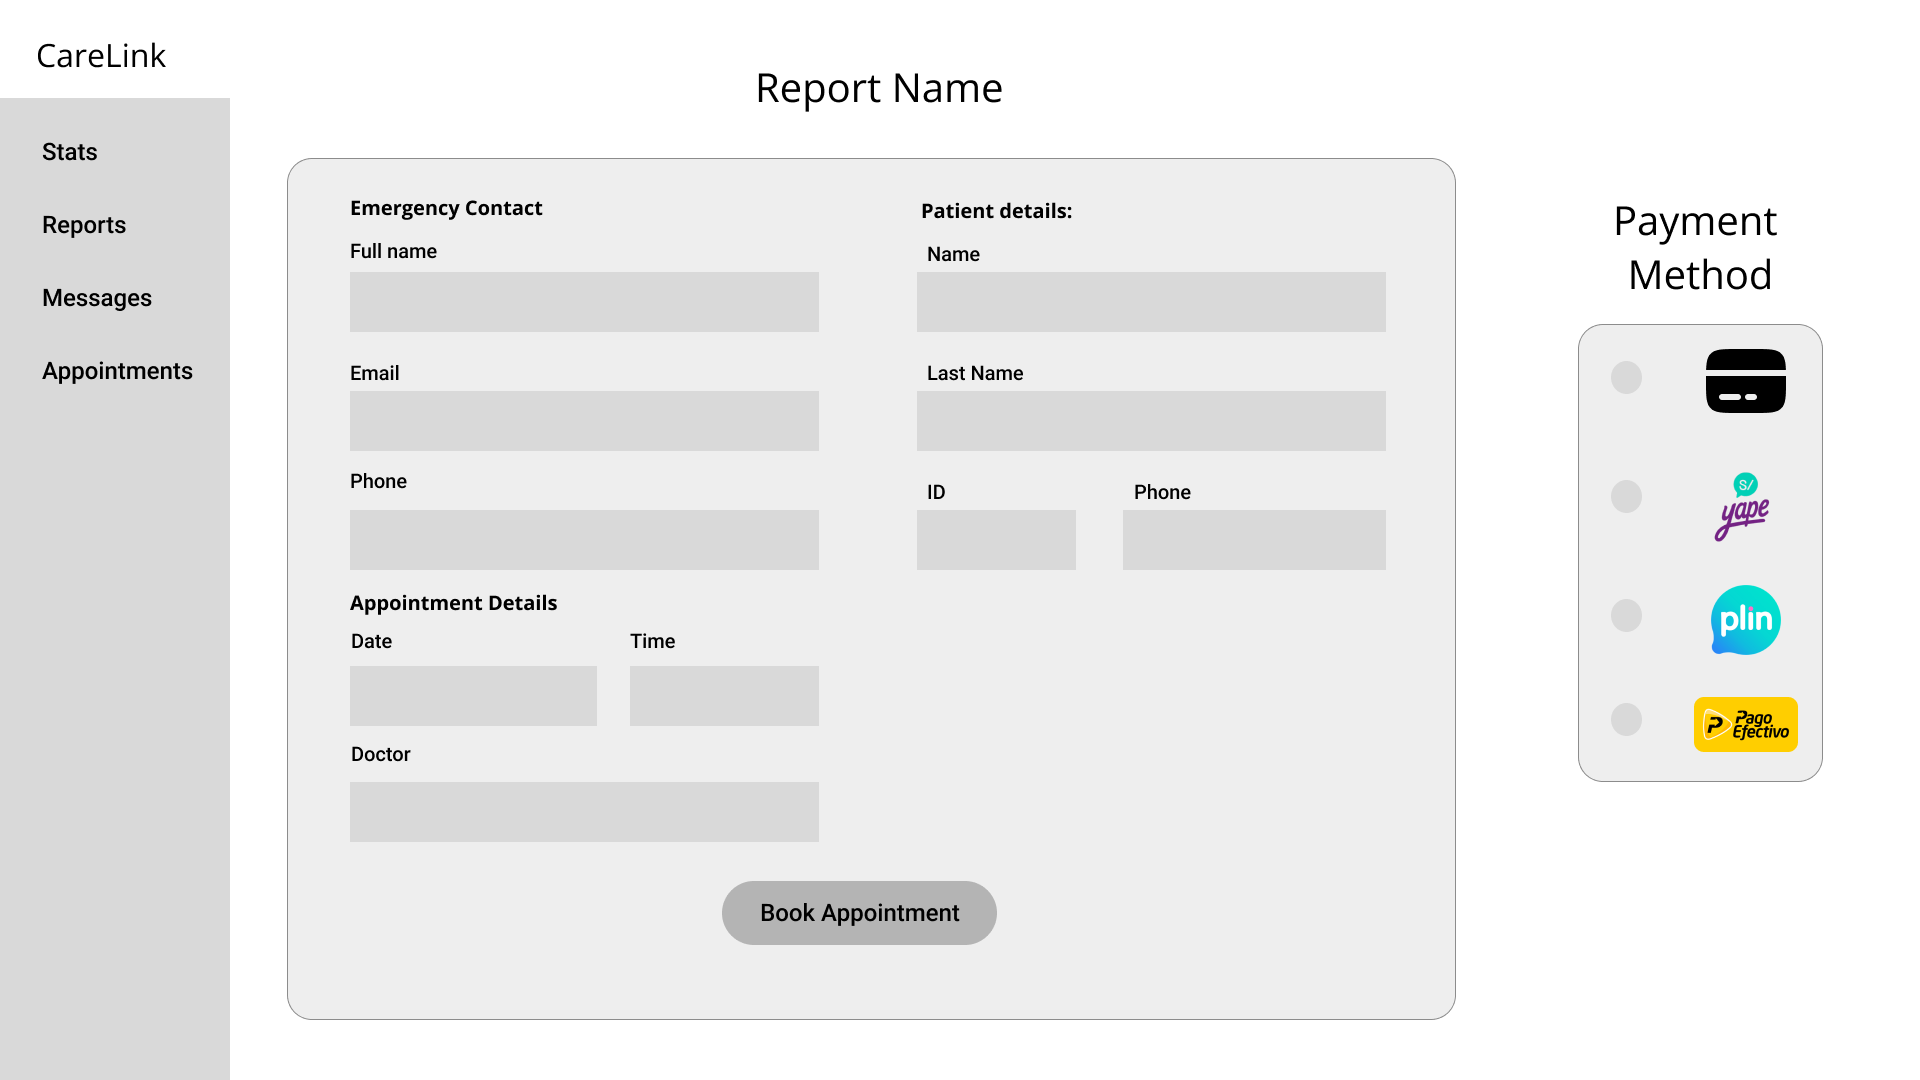 CareLink
Stats
Reports
Messages
Appointments
Report Name
Emergency Contact
Full name
Email
Phone
Appointment Details
Date
Time
Doctor
Patient details:
Name
Last Name
ID
Phone
Book Appointment
Payment
Method
S/
yape
plin
P
Pago
Efectivo